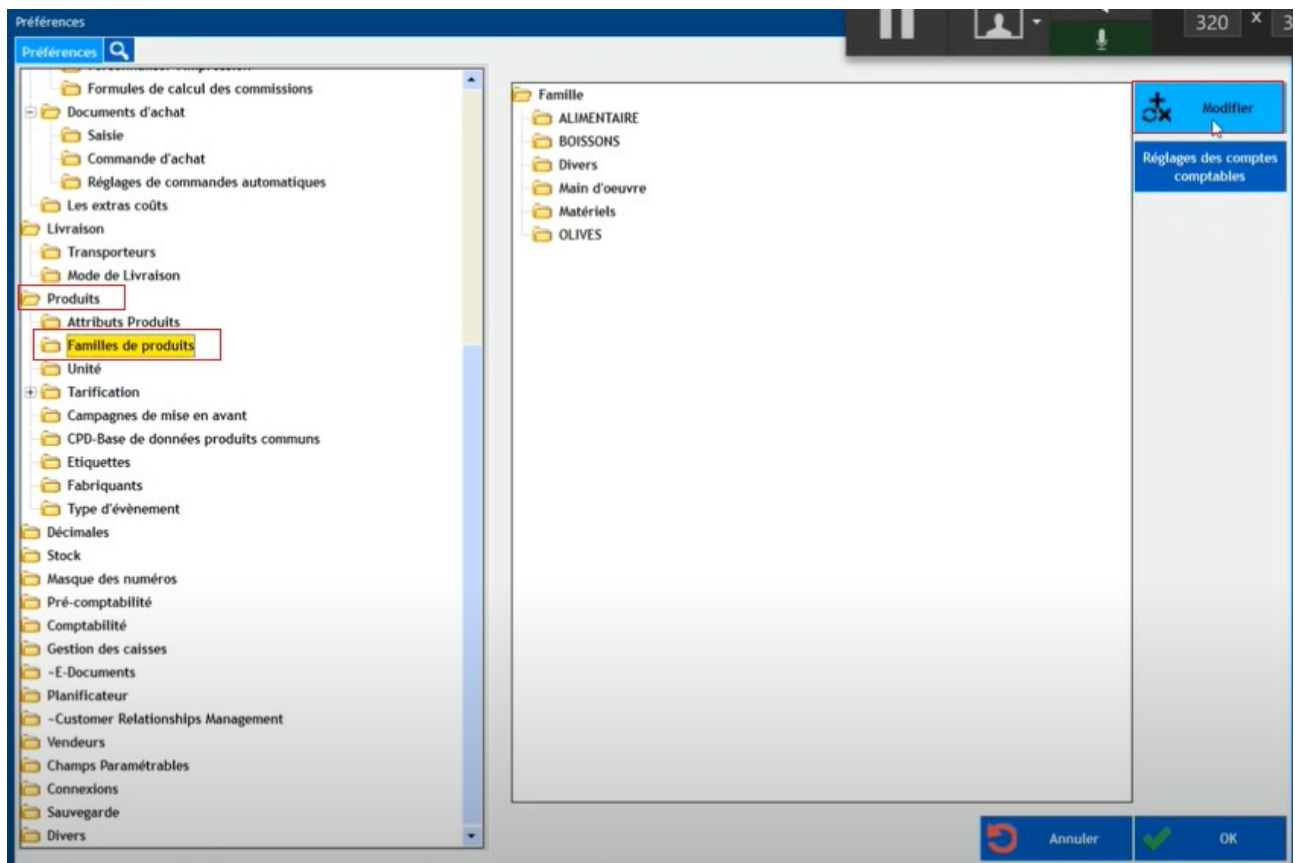 Préférences
320 x 3
Préférences
Formules de calcul des commissions
Documents d'achat
Saisie
Commande d'achat
Réglages de commandes automatiques
Les extras coûts
Livraison
Transporteurs
Mode de Livraison
Produits
Attributs Produits
Familles de produits
Unité
Tarification
Campagnes de mise en avant
CPD-Base de données produits communs
Etiquettes
Fabriquants
Type d'évènement
Décimales
Stock
Masque des numéros
Pré-comptabilité
Comptabilité
Gestion des caisses
~E-Documents
Planificateur
~Customer Relationships Management
Vendeurs
Champs Paramétrables
Connexions
Sauvegarde
Divers
Famille
ALIMENTAIRE
BOISSONS
Divers
Main d'oeuvre
Matériels
OLIVES
Modifier
Réglages des comptes
comptables
Annuler
OK